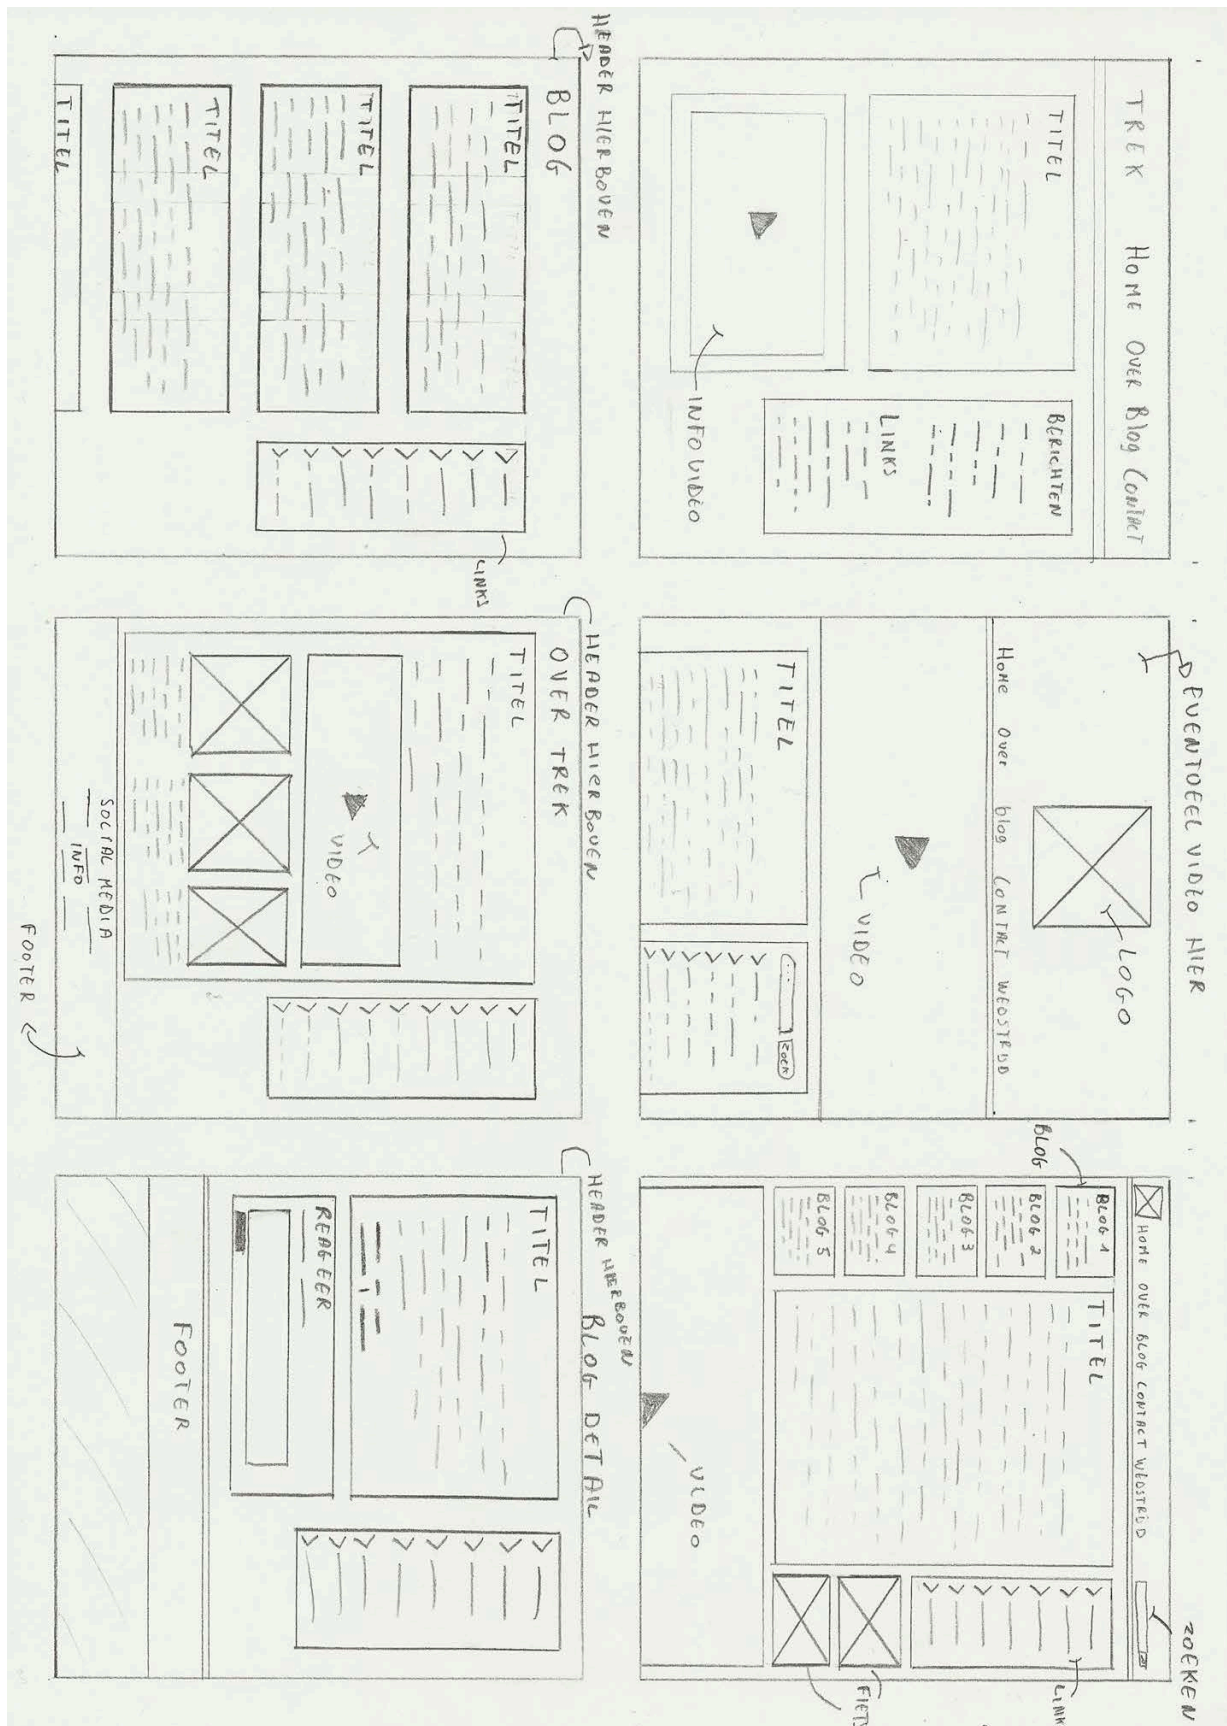 TREK Home Over Blog Contact
TITEL
BERICHTEN
LINKS
INFO VIDEO
EVENTUEEL VIDEO HIER
LOGO
Home Over blog CONTACT WEDSTRIJD
VIDEO
TITEL
ZOEK
ZOEKEN
HOME OVER BLOG CONTACT WEDSTRIJD
BLOG
BLOG 1
BLOG 2
BLOG 3
BLOG 4
BLOG 5
TITEL
LINK
FIETS
VIDEO
HEADER HIERBOVEN
BLOG
TITEL
TITEL
TITEL
TITEL
LINKS
HEADER HIERBOVEN
OVER TREK
TITEL
VIDEO
SOCIAL MEDIA
INFO
FOOTER
HEADER HIERBOVEN
BLOG DETAIL
TITEL
REAGEER
FOOTER